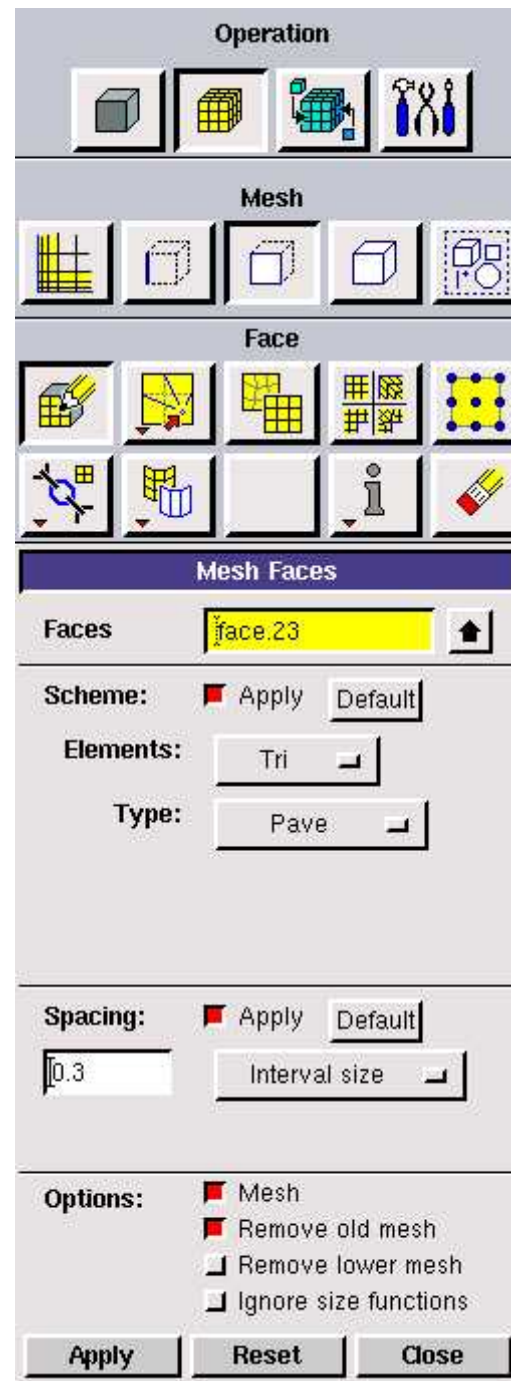 Operation
Mesh
Face
Mesh Faces
Faces face.23
Scheme: Apply Default
Elements: Tri
Type: Pave
Spacing: Apply Default
0.3 Interval size
Options: Mesh
Remove old mesh
Remove lower mesh
Ignore size functions
Apply Reset Close